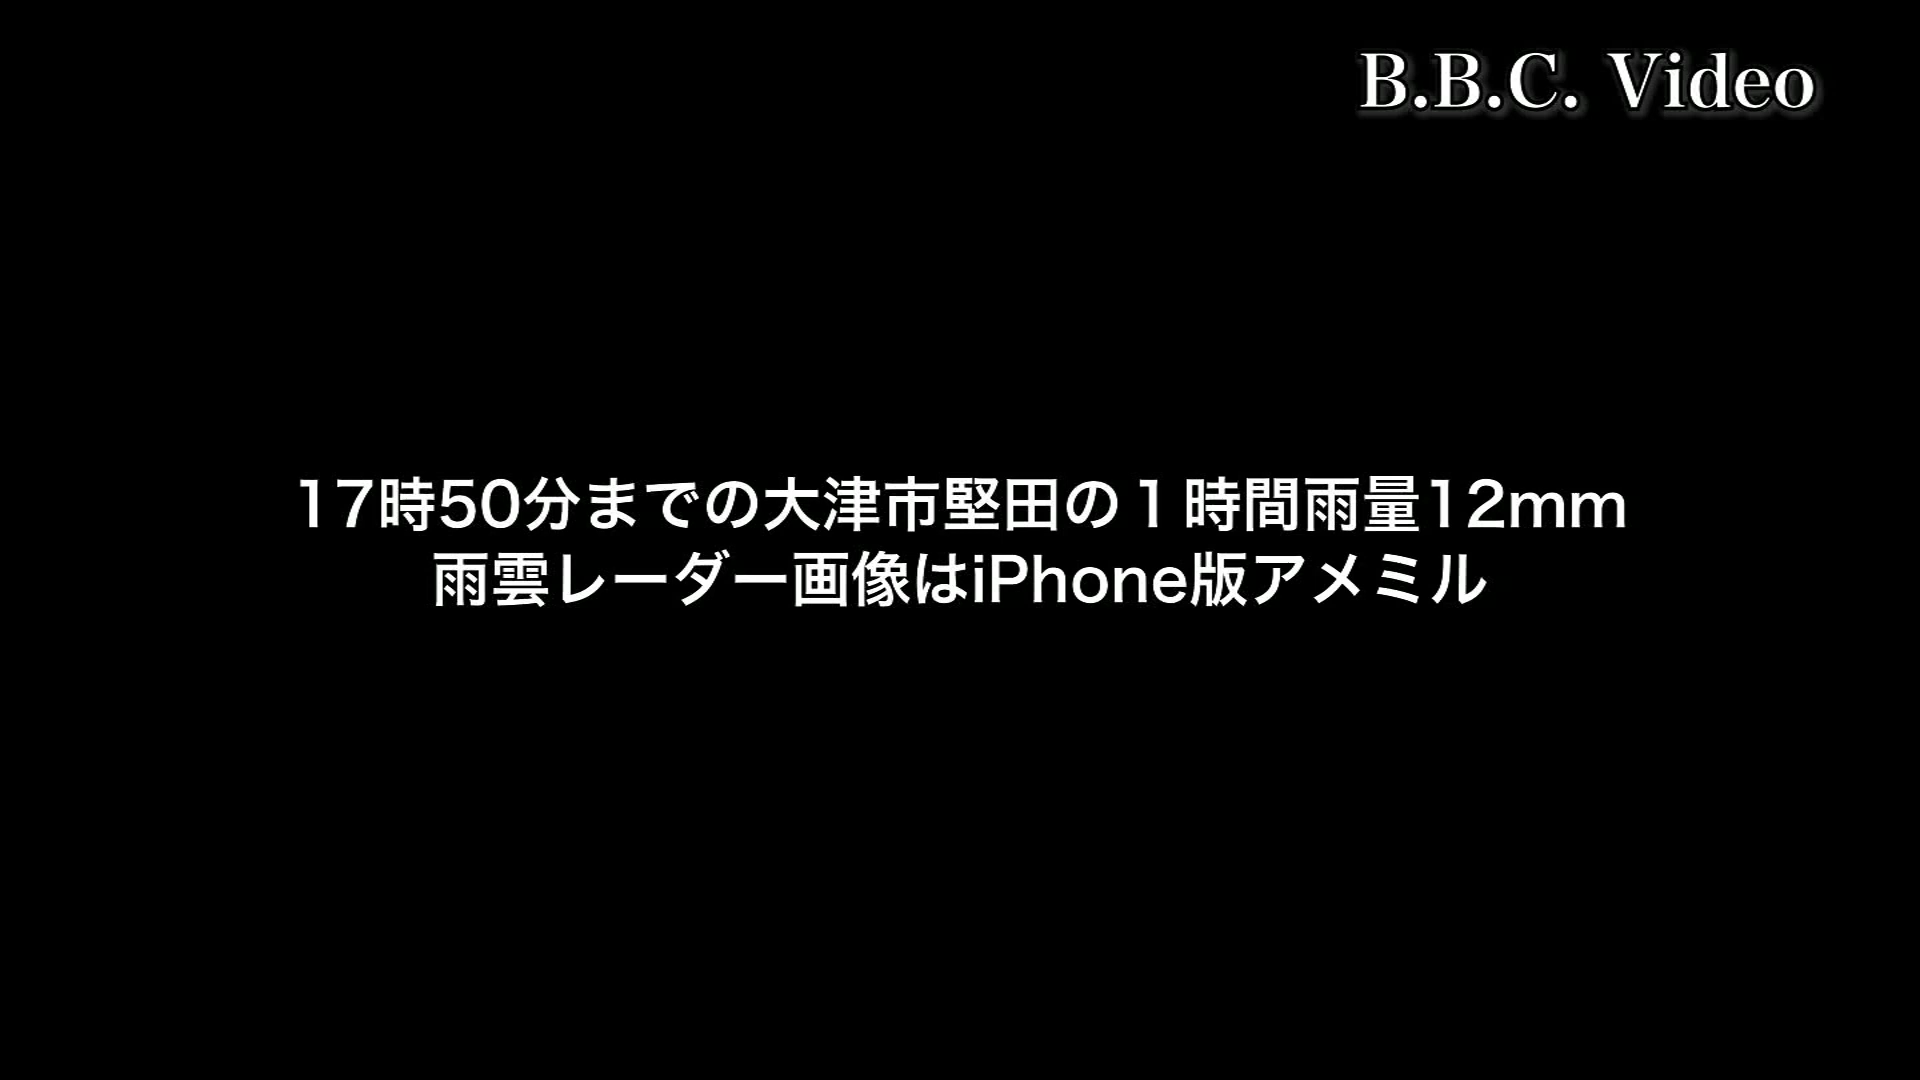 B.B.C. Video
17時50分までの大津市堅田の１時間雨量12mm
雨雲レーダー画像はiPhone版アメミル